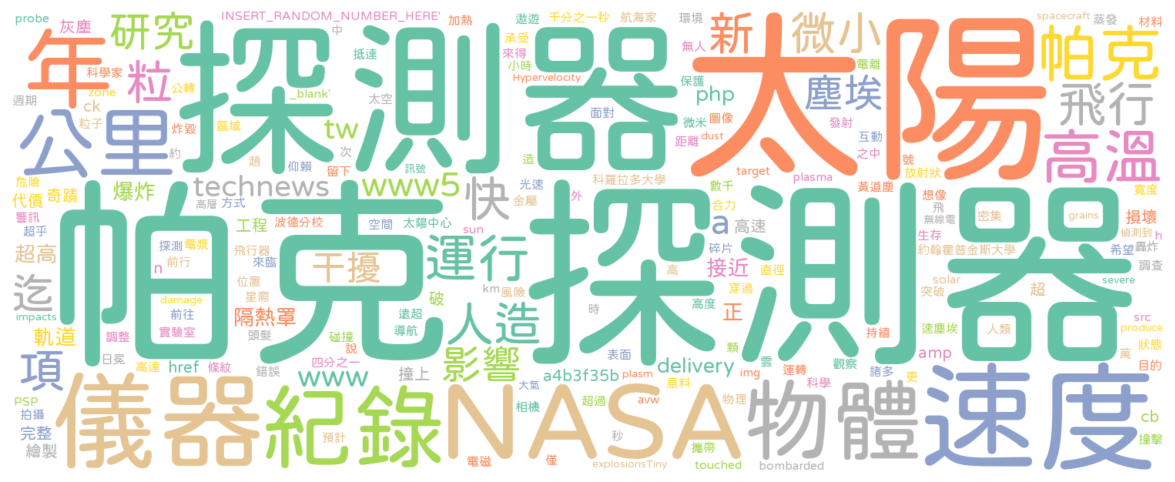 probe
灰塵
研究
INSERT_RANDOM_NUMBER_HERE'
中
加熱
遨遊
千分之一秒
航海家
環境
spacecraft
蒸發
材料
年
探測器
太陽
新
微小
帕克
科學家
粒
公轉
抵達
承受
來得
小時
無人
電離
zone
_blank'
太空
Hypervelocity
保護
週期
ck
粒子
炸毀
區域
tw
面對
微米
php
圖像
塵埃
發射
飛行
公里
約
趙
仰賴
次
訊號
造
距離
dust
互動
之中
號
高溫
危險
代價
奇蹟
爆炸
留下
technews
www5
快
光速
科羅拉多大學
金屬
外
數千
合力
target
plasma
黃道塵
放射狀
想像
寬度
警訊
超乎
高層
方式
工程
波德分校
空間
太陽中心
sun
a
高速
碎片
飛
無線電
密集
grains
損壞
偵測到
h
帕克探測器
超高
探測
電漿
飛行器
來臨
干擾
運行
接近
生存
約翰霍普金斯大學
希望
轟炸
調查
n
前行
位置
星際
km
風險
高
直徑
穿過
solar
突破
超
severe
迄
damage
前往
隔熱罩
破
遠超
導航
人造
時
高度
正
src
impacts
軌道
調整
實驗室
頭髮
碰撞
說
顆
雲
持續
速塵埃
人類
萬
produce
狀態
項
日冕
高達
href
條紋
錯誤
四分之一
www
撞上
影響
a4b3f35b
表面
delivery
運轉
觀察
amp
諸多
目的
PSP
拍攝
完整
繪製
儀器
紀錄
預計
NASA
大氣
相機
plasm
意料
超過
avw
img
科學
物理
更
物體
速度
cb
撞擊
電磁
僅
秒
攜帶
explosionsTiny
touched
bombarded